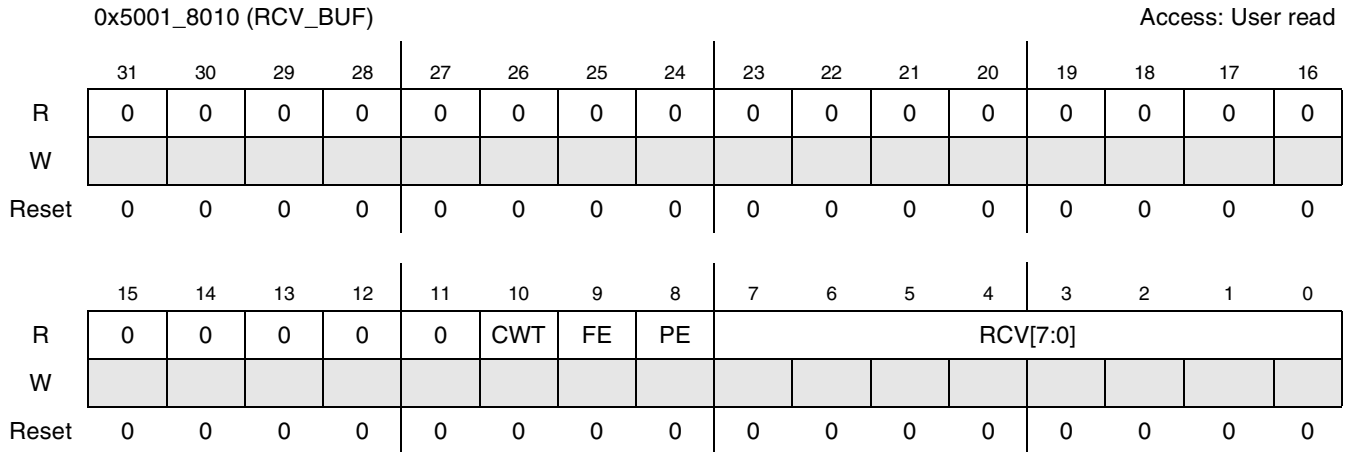 0x5001_8010 (RCV_BUF) Access: User read
31 30 29 28 27 26 25 24 23 22 21 20 19 18 17 16
R 0 0 0 0 0 0 0 0 0 0 0 0 0 0 0 0
W
Reset 0 0 0 0 0 0 0 0 0 0 0 0 0 0 0 0
15 14 13 12 11 10 9 8 7 6 5 4 3 2 1 0
R 0 0 0 0 0 CWT FE PE RCV[7:0]
W
Reset 0 0 0 0 0 0 0 0 0 0 0 0 0 0 0 0